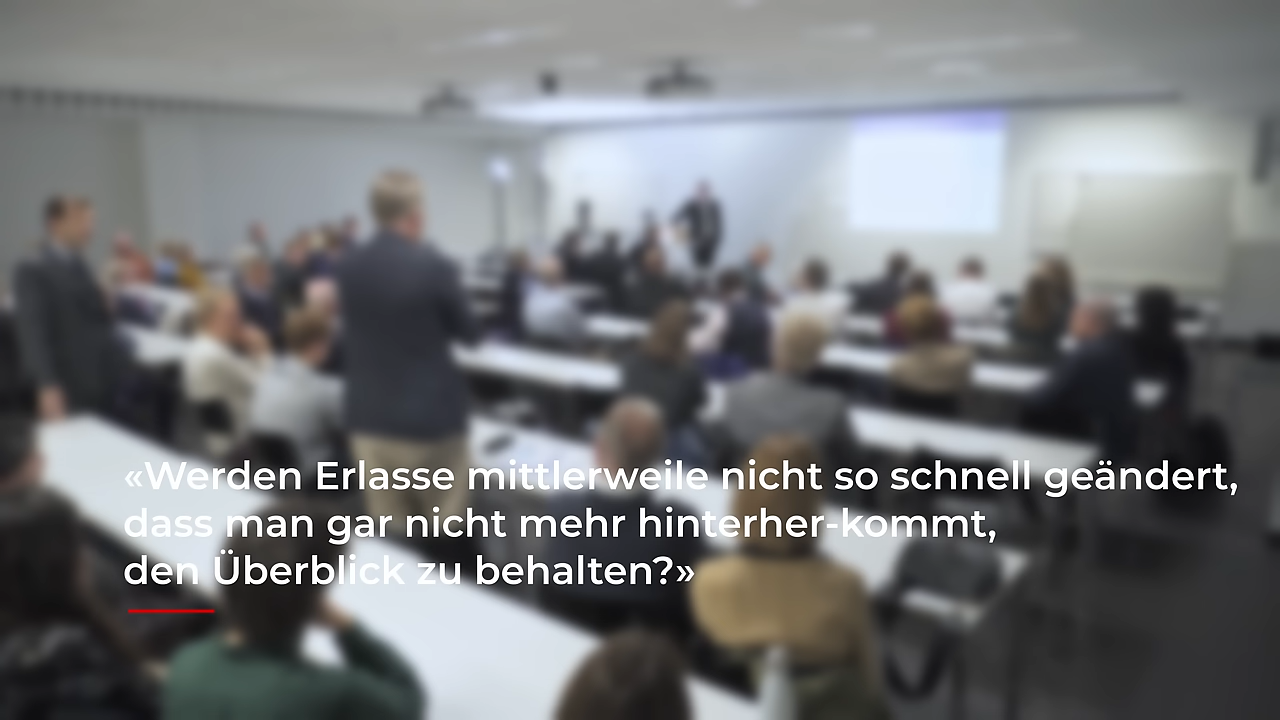 «Werden Erlasse mittlerweile nicht so schnell geändert,
dass man gar nicht mehr hinterher-kommt,
den Überblick zu behalten?»